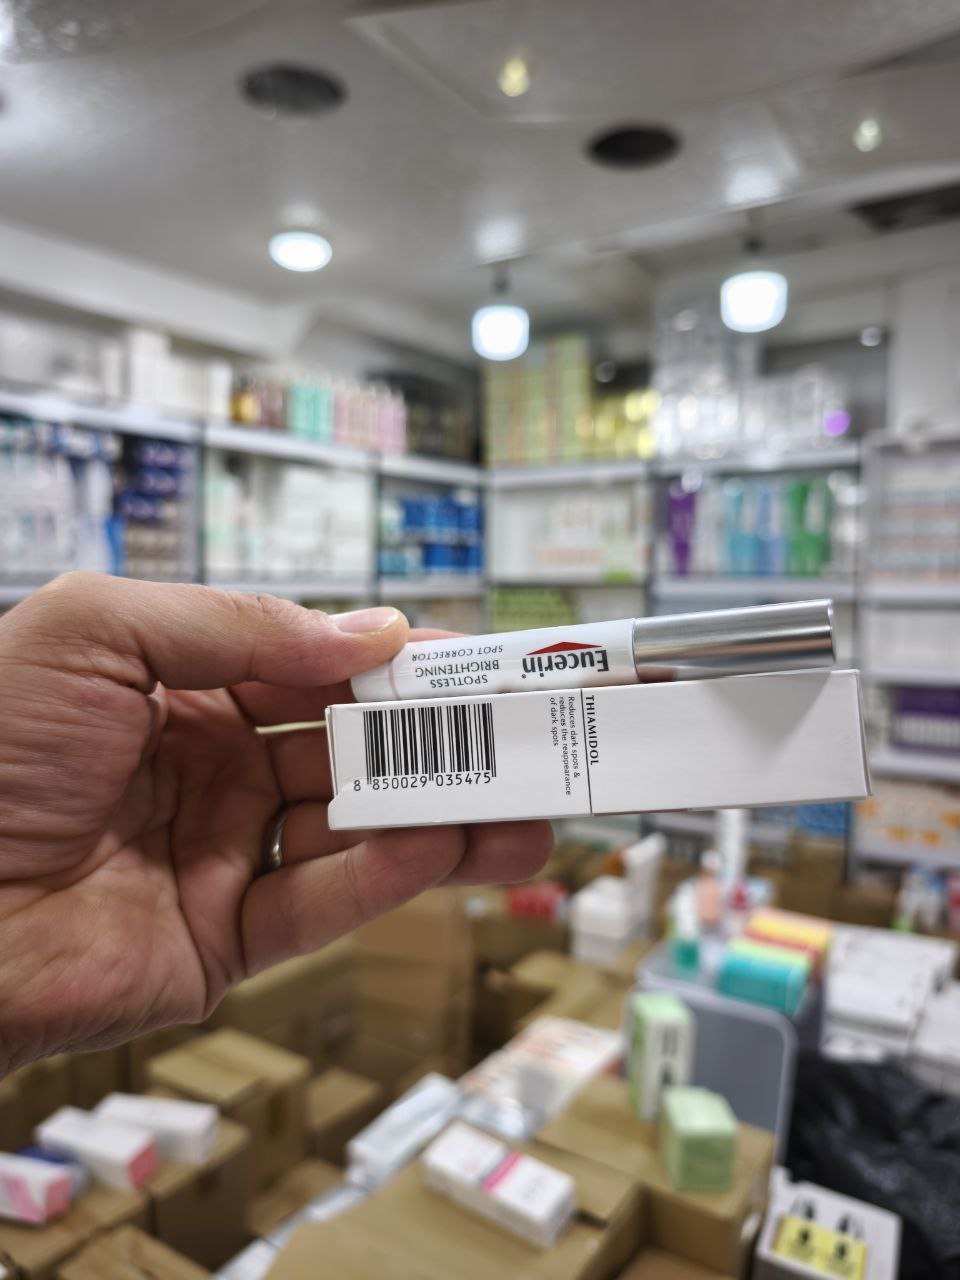 Eucerin®
SPOTLESS
BRIGHTENING
SPOT CORRECTOR
THIAMIDOL
Reduces dark spots &
reduces the reappearance
of dark spots
8 850029 035475